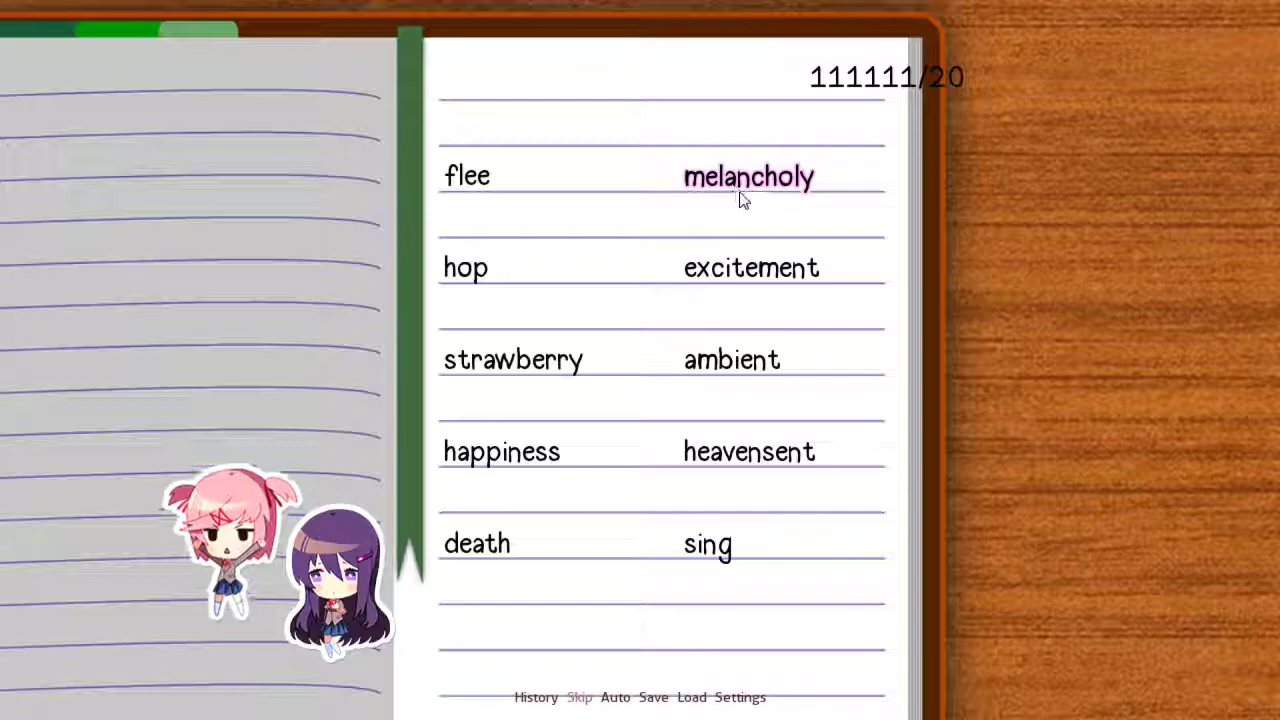 111111/20
flee melancholy
hop excitement
strawberry ambient
happiness heavensent
death sing
History Skip Auto Save Load Settings